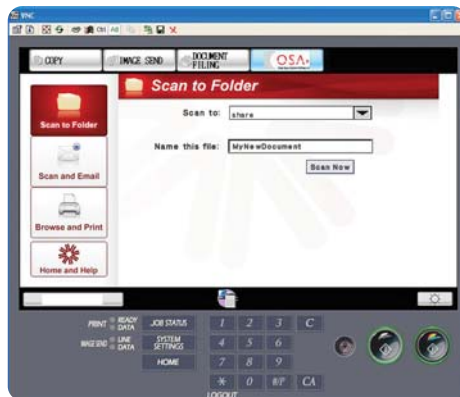 VNC
COPY
IMAGE SEND
DOCUMENT
FILING
OSA
Scan to Folder
Scan to Folder
Scan to:
share
Name this file:
MyNewDocument
Scan Now
Scan and Email
Browse and Print
Home and Help
PRINT READY
DATA
IMAGE SEND LINE
DATA
JOB STATUS
SYSTEM
SETTINGS
HOME
1 2 3 C
4 5 6
7 8 9
* 0 #/P CA
LOGOUT